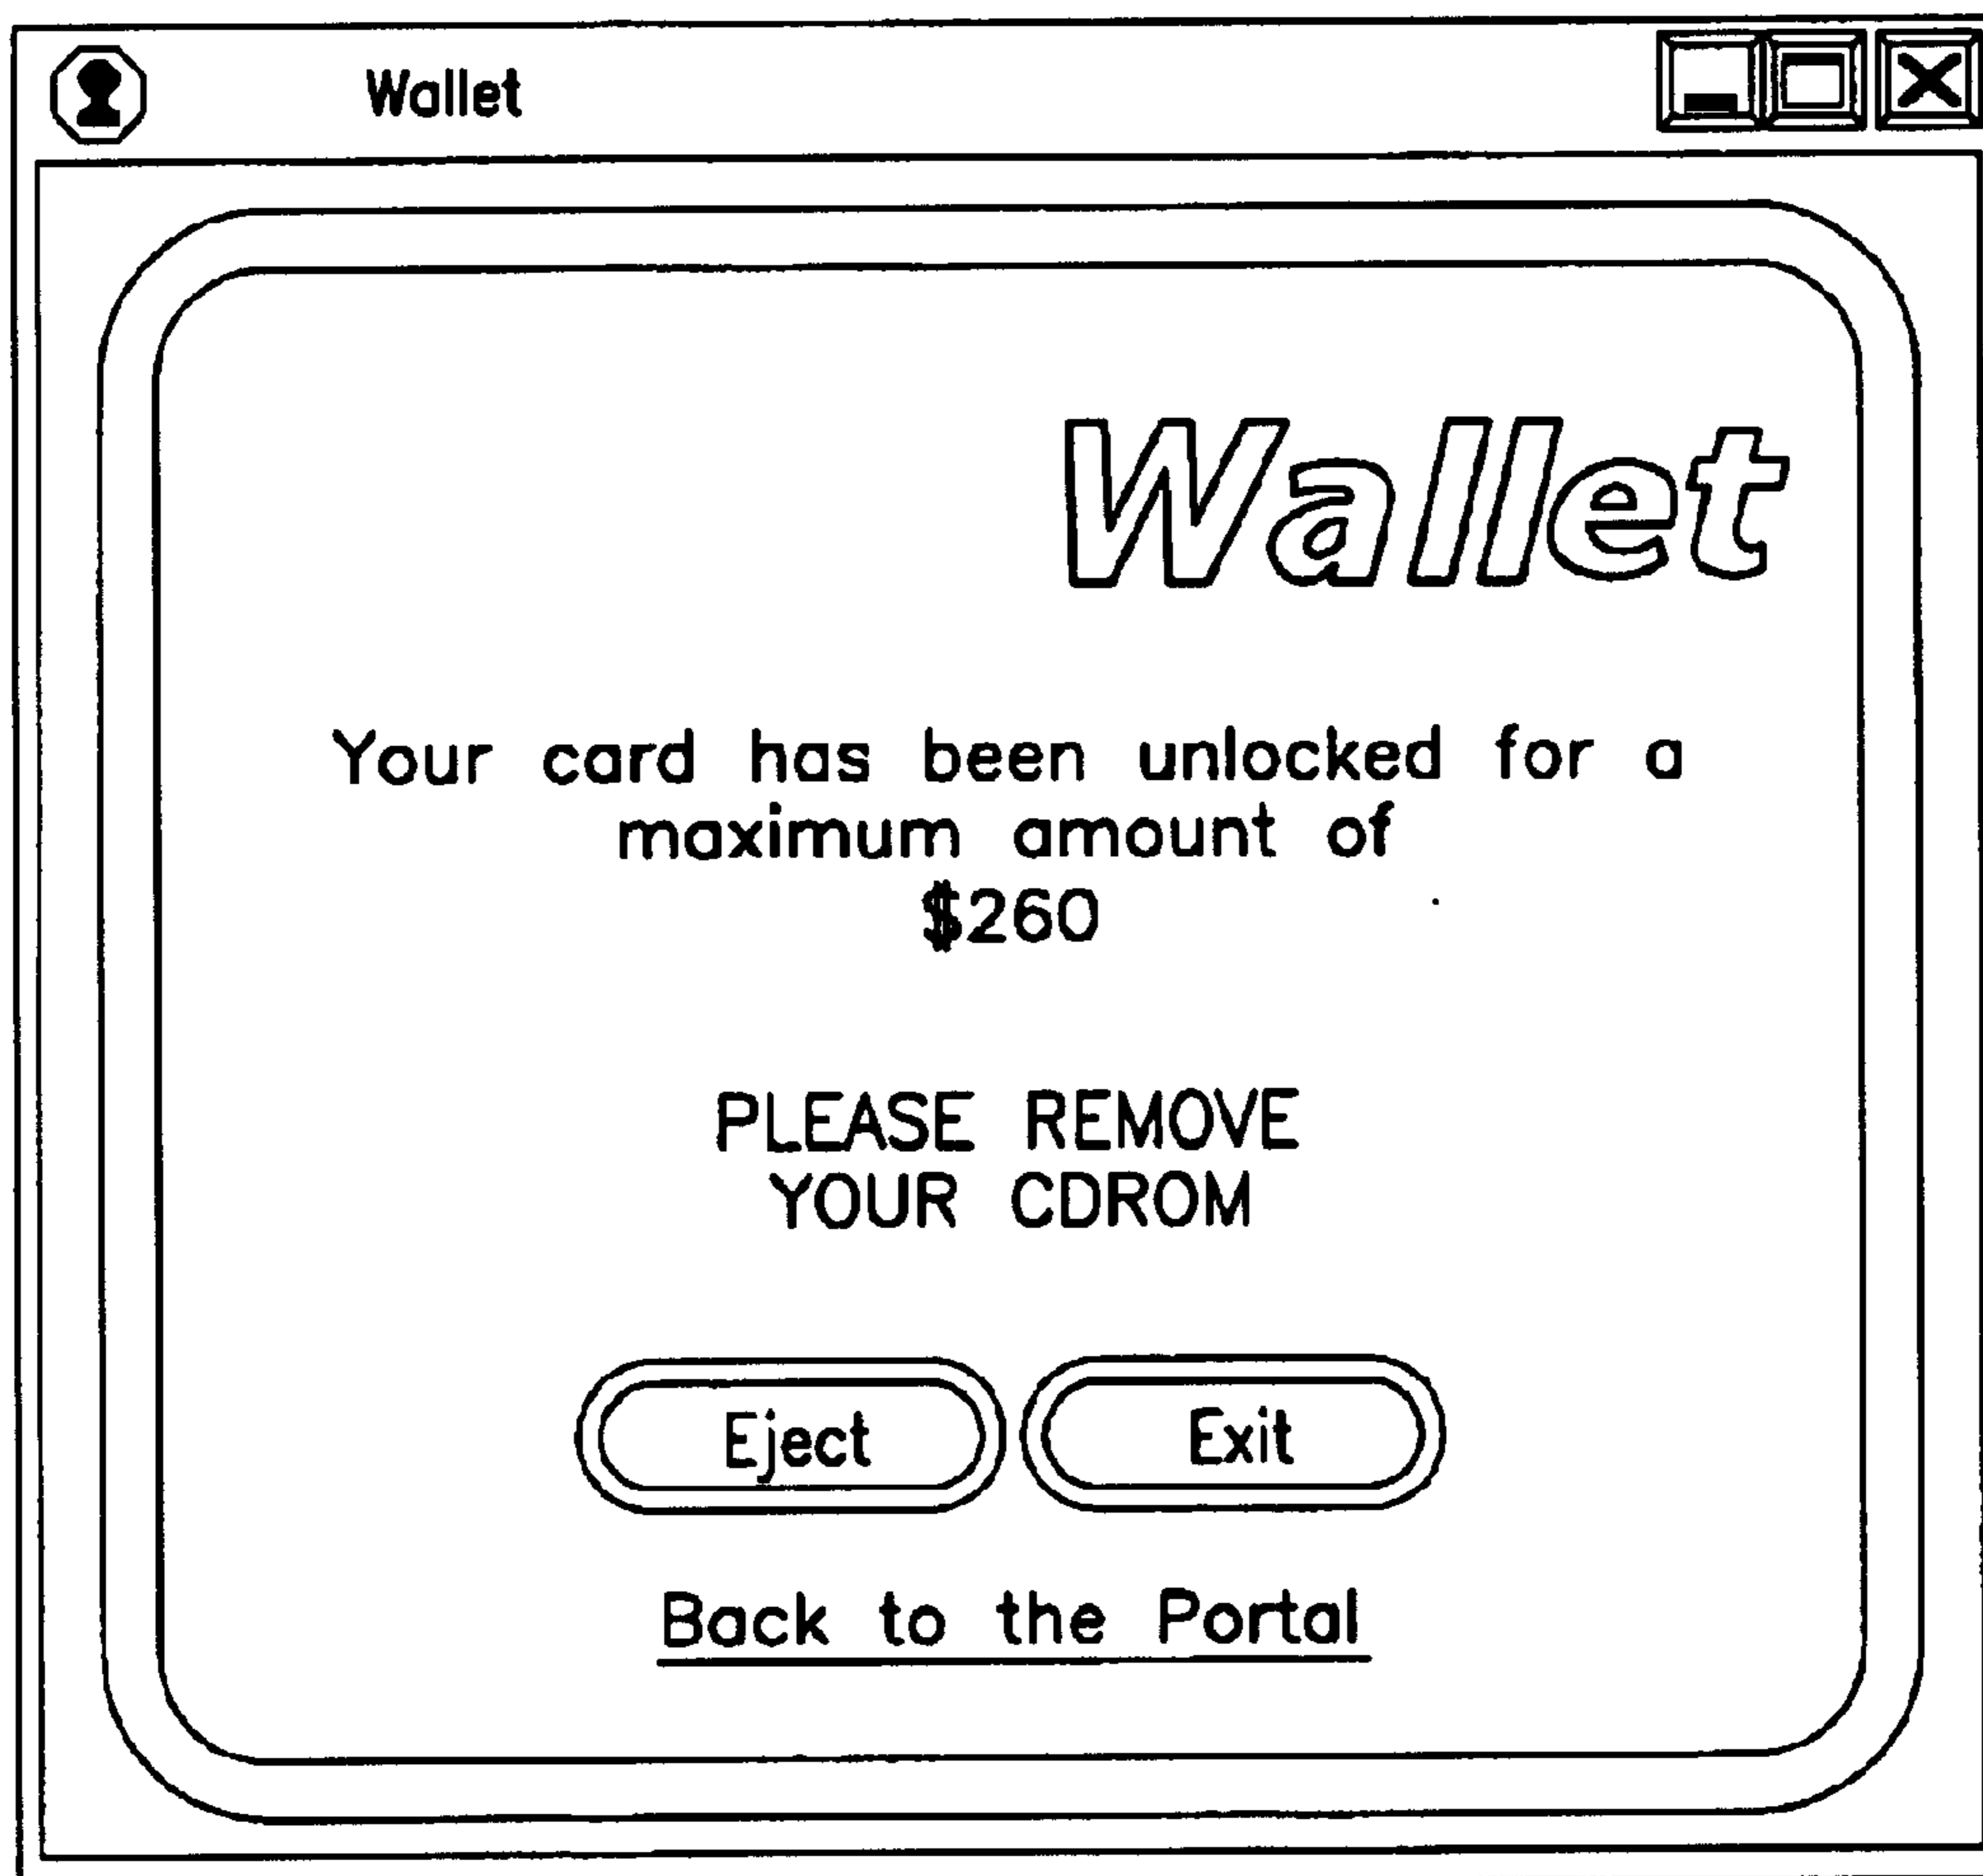 Wallet
Wallet
Your card has been unlocked for a
maximum amount of
$260
PLEASE REMOVE
YOUR CDROM
Eject
Exit
Back to the Portal